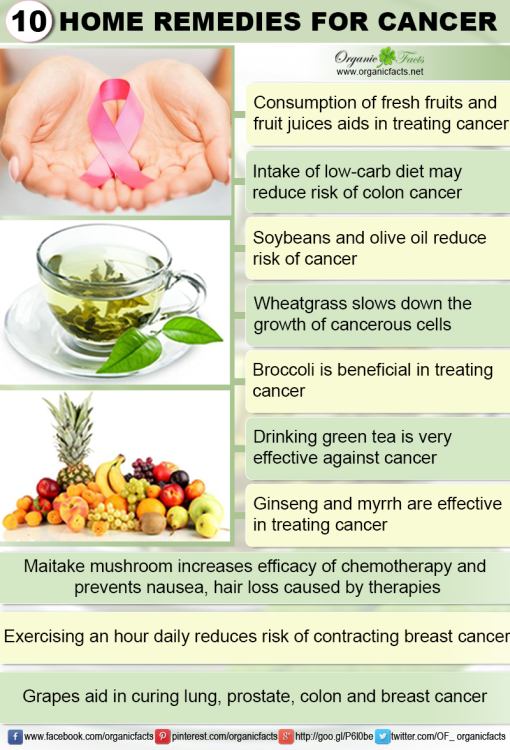 10 HOME REMEDIES FOR CANCER
Organic Facts
www.organicfacts.net
Consumption of fresh fruits and
fruit juices aids in treating cancer
Intake of low-carb diet may
reduce risk of colon cancer
Soybeans and olive oil reduce
risk of cancer
Wheatgrass slows down the
growth of cancerous cells
Broccoli is beneficial in treating
cancer
Drinking green tea is very
effective against cancer
Ginseng and myrrh are effective
in treating cancer
Maitake mushroom increases efficacy of chemotherapy and
prevents nausea, hair loss caused by therapies
Exercising an hour daily reduces risk of contracting breast cancer
Grapes aid in curing lung, prostate, colon and breast cancer
f www.facebook.com/organicfacts pinterest.com/organicfacts g+ http://goo.gl/P6l0be twitter.com/OF_organicfacts